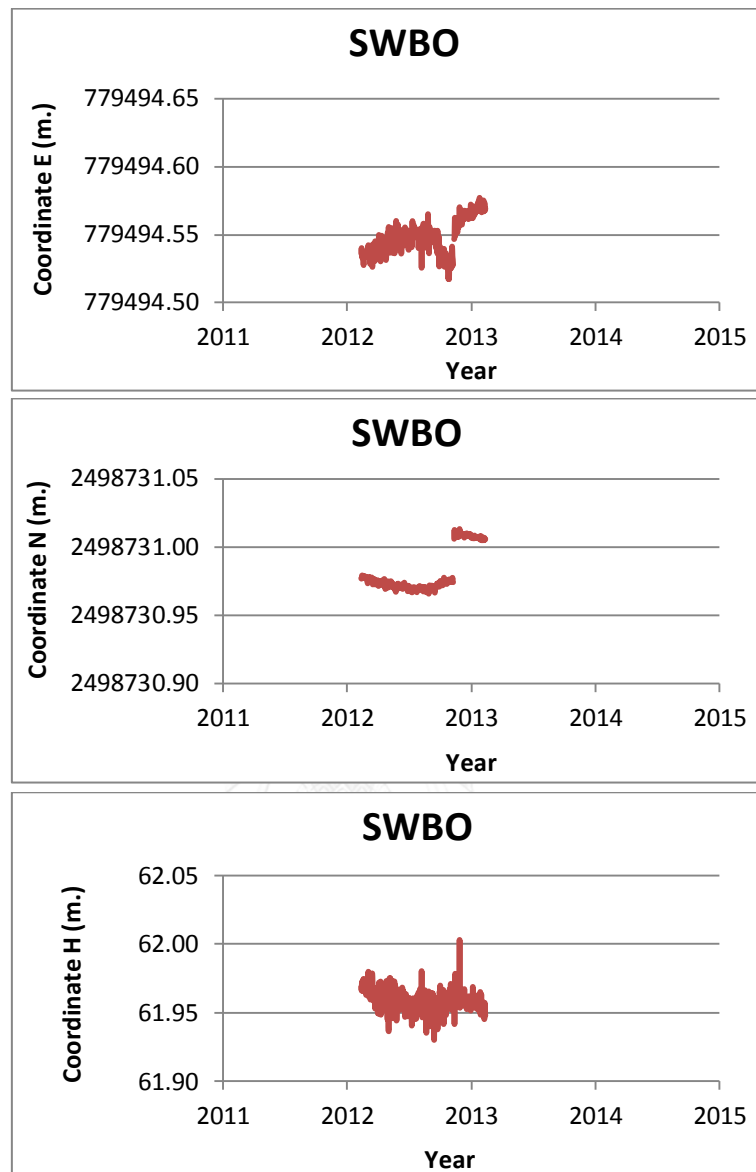 SWBO
779494.65
779494.60
779494.55
779494.50
Coordinate E (m.)
2011 2012 2013 2014 2015
Year
SWBO
2498731.05
2498731.00
2498730.95
2498730.90
Coordinate N (m.)
2011 2012 2013 2014 2015
Year
SWBO
62.05
62.00
61.95
61.90
Coordinate H (m.)
2011 2012 2013 2014 2015
Year